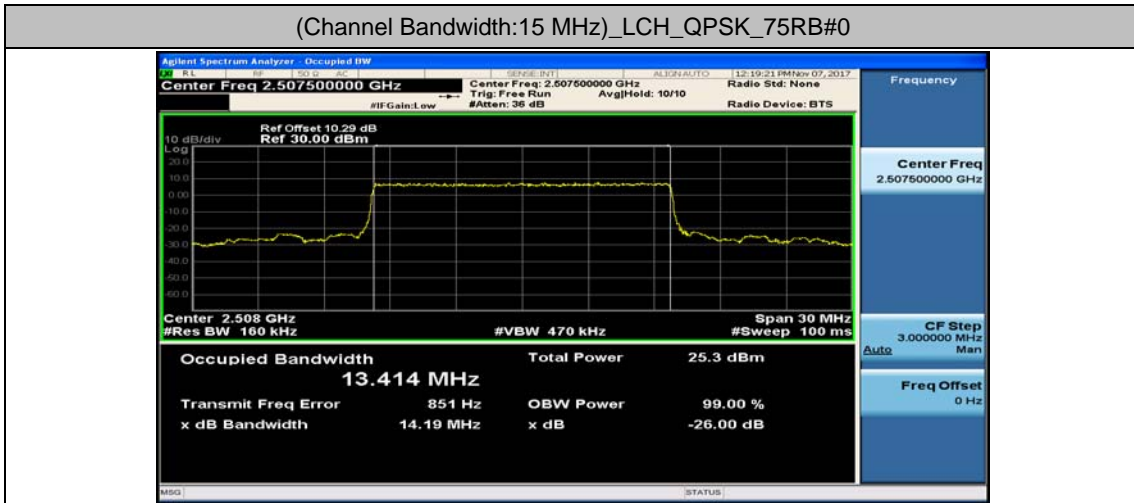 (Channel Bandwidth:15 MHz)_LCH_QPSK_75RB#0
Agilent Spectrum Analyzer - Occupied BW
LXI RL RF 50 Ω AC SENSE:INT ALIGN AUTO 12:19:21 PM Nov 07, 2017
Center Freq 2.507500000 GHz
Center Freq: 2.507500000 GHz
Radio Std: None
Trig: Free Run Avg|Hold: 10/10
#IFGain:Low #Atten: 36 dB Radio Device: BTS
Ref Offset 10.29 dB
10 dB/div Ref 30.00 dBm
Log
20.0
10.0
0.00
-10.0
-20.0
-30.0
-40.0
-50.0
-60.0
Center 2.508 GHz Span 30 MHz
#Res BW 160 kHz #VBW 470 kHz #Sweep 100 ms
Occupied Bandwidth Total Power 25.3 dBm
13.414 MHz
Transmit Freq Error 851 Hz OBW Power 99.00 %
x dB Bandwidth 14.19 MHz x dB -26.00 dB
MSG STATUS
Frequency
Center Freq
2.507500000 GHz
CF Step
3.000000 MHz
Auto Man
Freq Offset
0 Hz